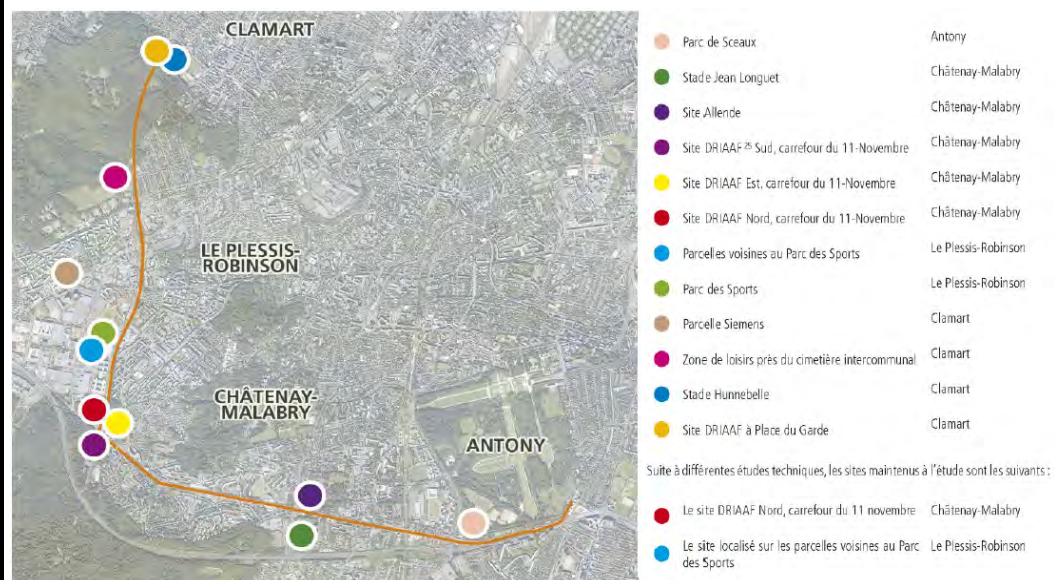 CLAMART
LE PLESSIS-
ROBINSON
CHÂTENAY-
MALABRY
ANTONY
Parc de Sceaux Antony
Stade Jean Longuet Châtenay-Malabry
Site Allende Châtenay-Malabry
Site DRIAAF 25 Sud, carrefour du 11-Novembre Châtenay-Malabry
Site DRIAAF Est, carrefour du 11-Novembre Châtenay-Malabry
Site DRIAAF Nord, carrefour du 11-Novembre Châtenay-Malabry
Parcelles voisines au Parc des Sports Le Plessis-Robinson
Parc des Sports Le Plessis-Robinson
Parcelle Siemens Clamart
Zone de loisirs près du cimetière intercommunal Clamart
Stade Hunnebelle Clamart
Site DRIAAF à Place du Garde Clamart
Suite à différentes études techniques, les sites maintenus à l'étude sont les suivants :
Le site DRIAAF Nord, carrefour du 11 novembre Châtenay-Malabry
Le site localisé sur les parcelles voisines au Parc Le Plessis-Robinson
des Sports